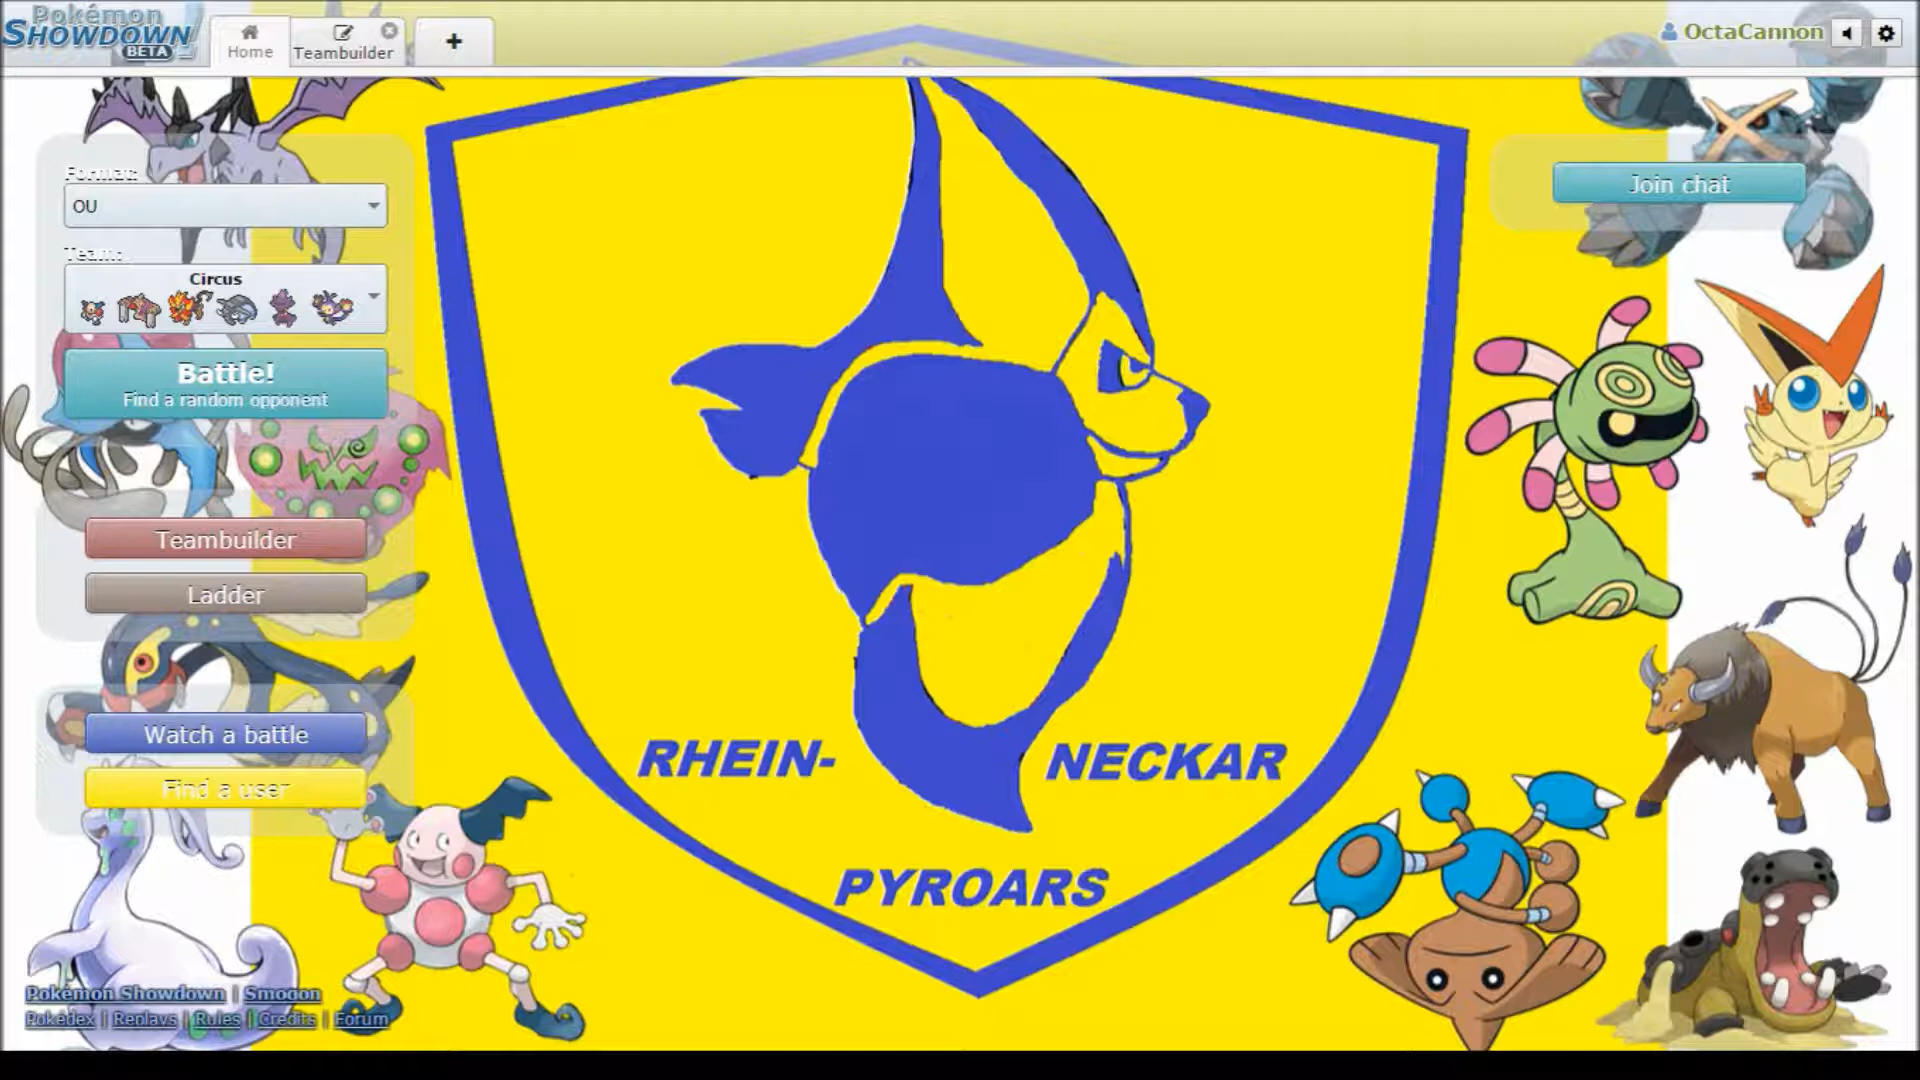 Pokémon
SHOWDOWN
BETA
Home
Teambuilder
+
OctaCannon
Format:
OU
Team:
Circus
Battle!
Find a random opponent
Join chat
Teambuilder
Ladder
Watch a battle
Find a user
RHEIN-
NECKAR
PYROARS
Pokémon Showdown | Smogon
Pokédex | Replays | Rules | Credits | Forum